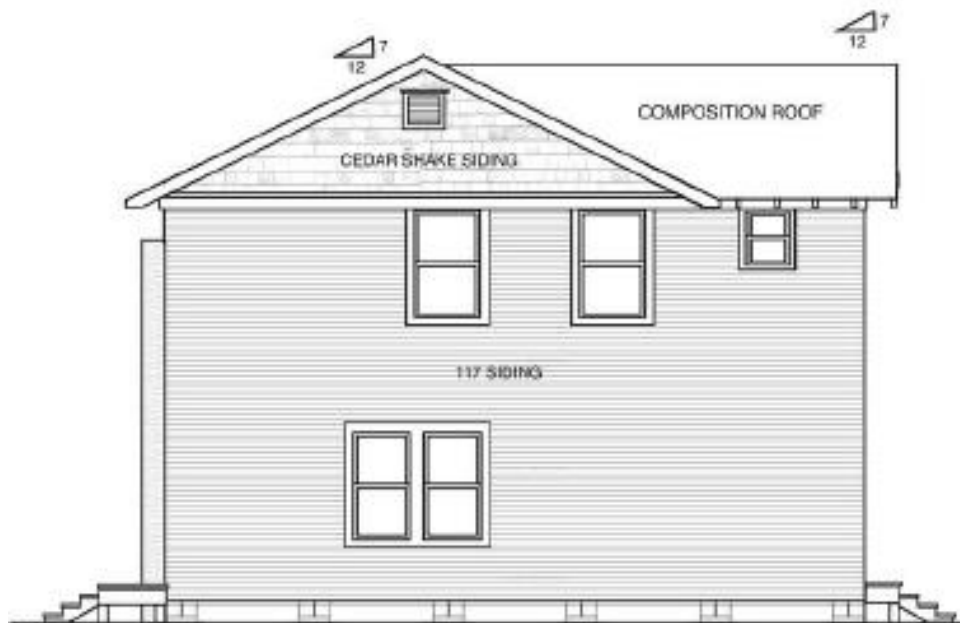 7
12
7
12
COMPOSITION ROOF
CEDAR SHAKE SIDING
117 SIDING